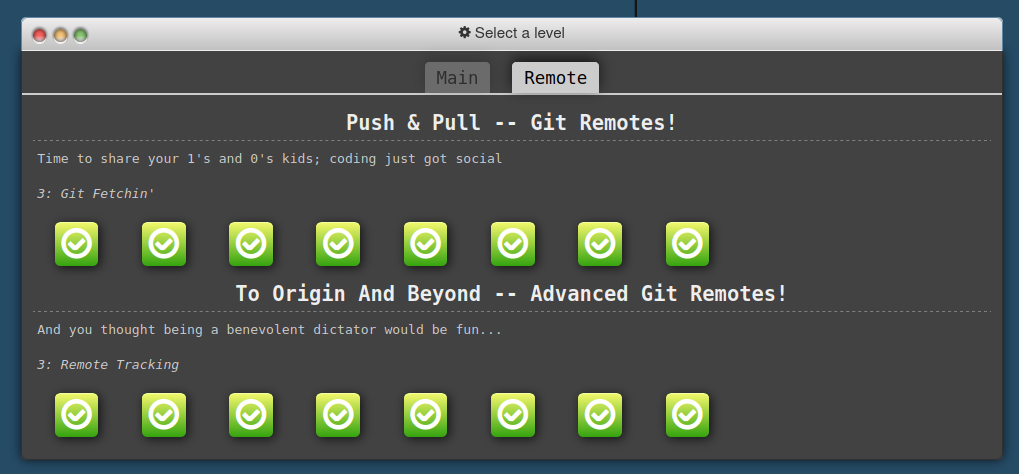 Select a level
Main Remote
Push & Pull -- Git Remotes!
Time to share your 1's and 0's kids; coding just got social
3: Git Fetchin'
To Origin And Beyond -- Advanced Git Remotes!
And you thought being a benevolent dictator would be fun...
3: Remote Tracking